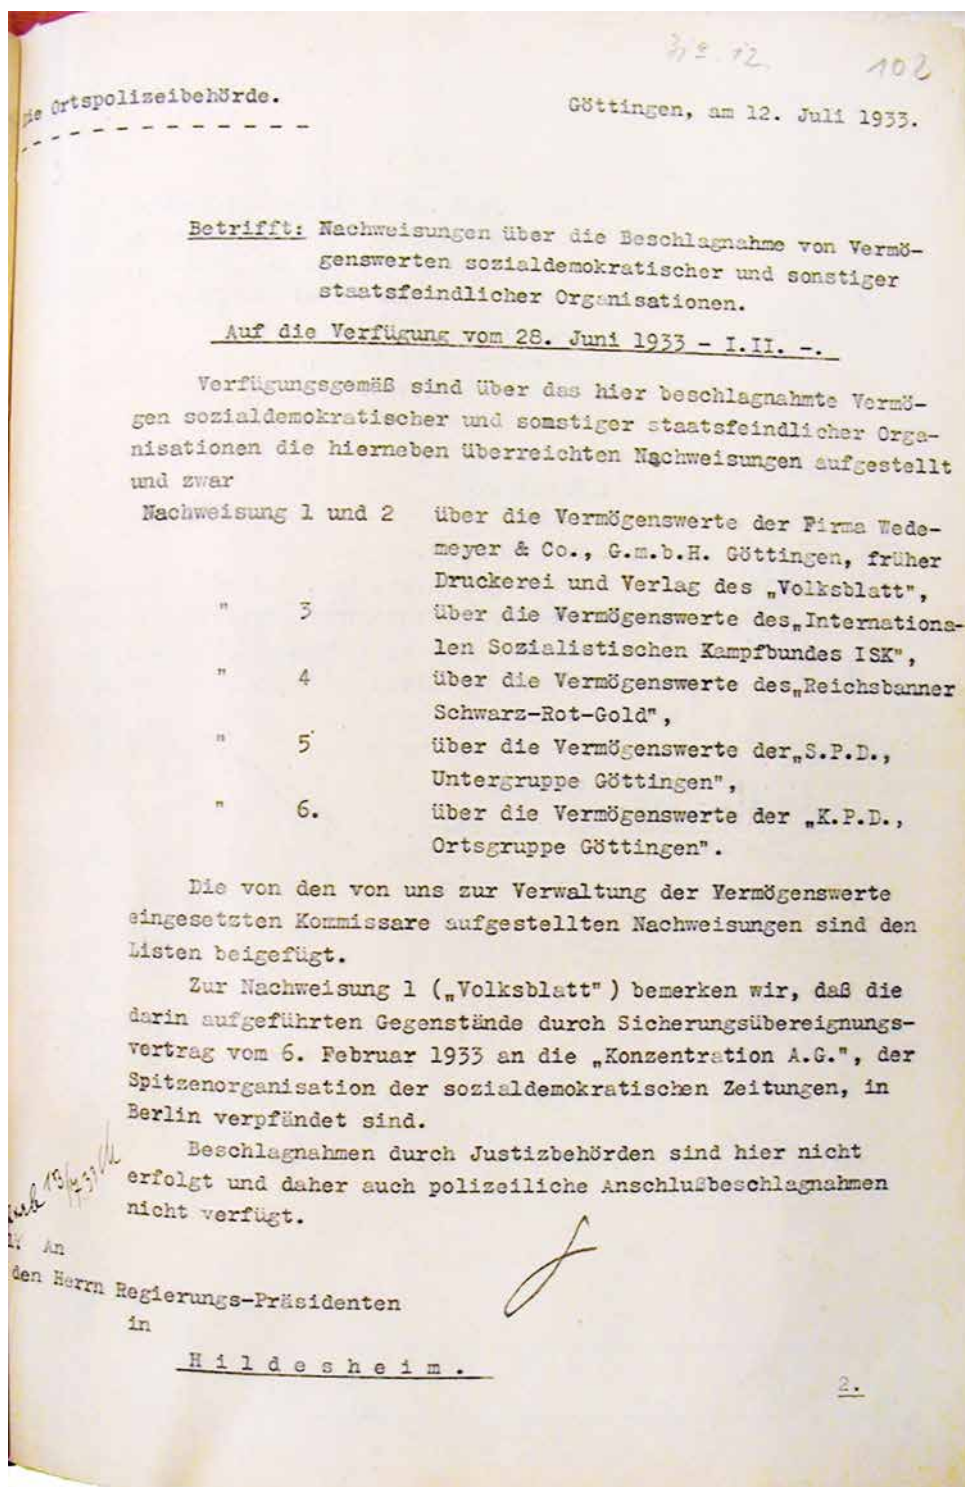 102
Die Ortspolizeibehörde.
Göttingen, am 12. Juli 1933.
Betrifft: Nachweisungen über die Beschlagnahme von Vermö-
genswerten sozialdemokratischer und sonstiger
staatsfeindlicher Organisationen.
Auf die Verfügung vom 28. Juni 1933 - I.II. -.
Verfügungsgemäß sind über das hier beschlagnahmte Vermö-
gen sozialdemokratischer und sonstiger staatsfeindlicher Orga-
nisationen die hierneben überreichten Nachweisungen aufgestellt
und zwar
Nachweisung 1 und 2 über die Vermögenswerte der Firma Wede-
meyer & Co., G.m.b.H. Göttingen, früher
Druckerei und Verlag des „Volksblatt",
" 3 über die Vermögenswerte des„Internationa-
len Sozialistischen Kampfbundes ISK",
" 4 über die Vermögenswerte des„Reichsbanner
Schwarz-Rot-Gold",
" 5 über die Vermögenswerte der„S.P.D.,
Untergruppe Göttingen",
" 6. über die Vermögenswerte der „K.P.D.,
Ortsgruppe Göttingen".
Die von den von uns zur Verwaltung der Vermögenswerte
eingesetzten Kommissare aufgestellten Nachweisungen sind den
Listen beigefügt.
Zur Nachweisung 1 („Volksblatt") bemerken wir, daß die
darin aufgeführten Gegenstände durch Sicherungsübereignungs-
vertrag vom 6. Februar 1933 an die „Konzentration A.G.", der
Spitzenorganisation der sozialdemokratischen Zeitungen, in
Berlin verpfändet sind.
Beschlagnahmen durch Justizbehörden sind hier nicht
erfolgt und daher auch polizeiliche Anschlußbeschlagnahmen
nicht verfügt.
An
den Herrn Regierungs-Präsidenten
in
Hildesheim.
2.